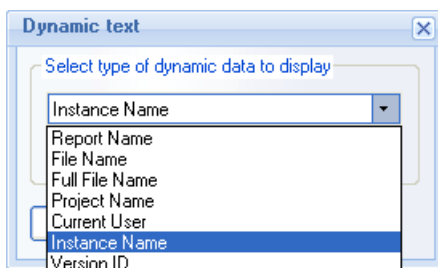 Dynamic text
Select type of dynamic data to display
Instance Name
Report Name
File Name
Full File Name
Project Name
Current User
Instance Name
Version ID